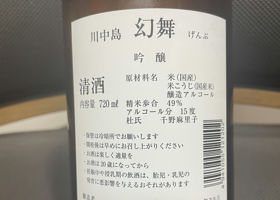 川中島 幻舞 げんぶ
吟醸
清酒
内容量 720㎖
原材料名 米(国産)
米こうじ(国産米)
醸造アルコール
精米歩合 49%
アルコール分 15度
杜氏 千野麻里子
・保管は冷暗所でお願いします
・開栓後は早めにお召し上がりください
・お酒は楽しく適量を
・お酒は20歳になってから
・妊娠中や授乳期の飲酒は、胎児・乳児の
発育に悪影響を与えるおそれがあります